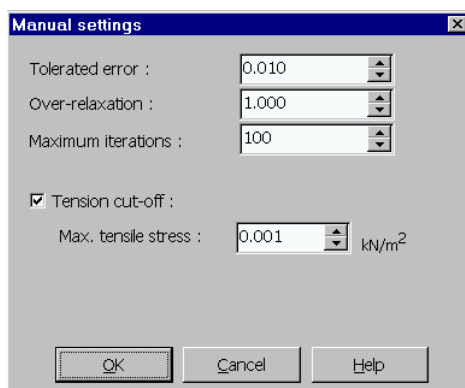 Manual settings
Tolerated error : 0.010
Over-relaxation : 1.000
Maximum iterations : 100
Tension cut-off :
Max. tensile stress : 0.001 kN/m²
OK Cancel Help